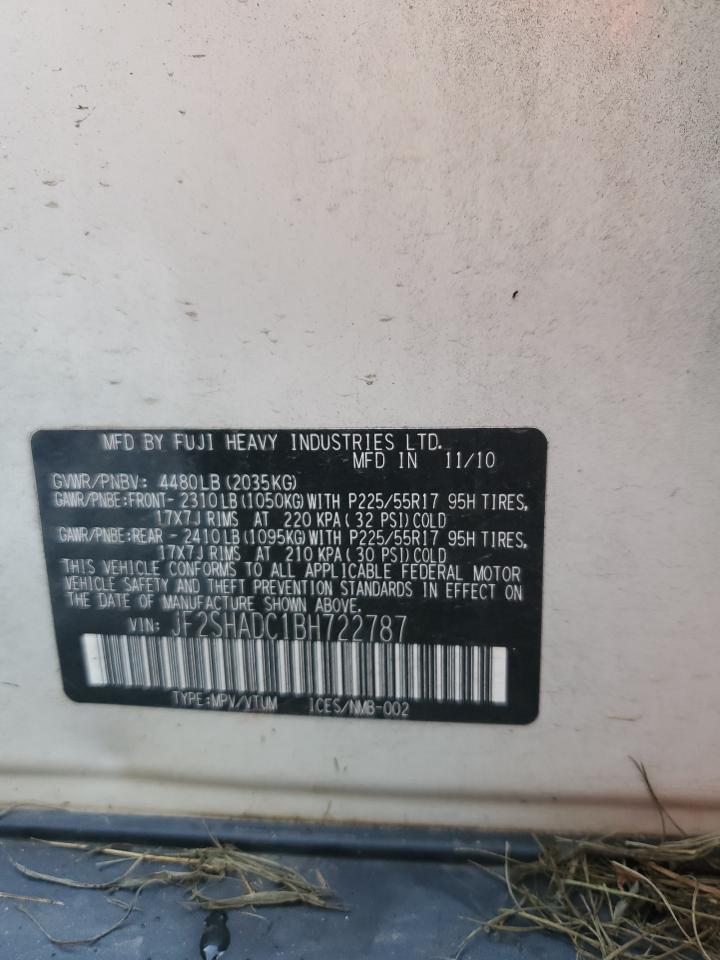 MFD BY FUJI HEAVY INDUSTRIES LTD.
MFD IN 11/10
GVWR/PNBV: 4480LB (2035KG)
GAWR/PNBE:FRONT- 2310LB (1050KG) WITH P225/55R17 95H TIRES,
17X7J RIMS AT 220 KPA( 32 PSI) COLD
GAWR/PNBE:REAR - 2410LB (1095KG) WITH P225/55R17 95H TIRES,
17X7J RIMS AT 210 KPA( 30 PSI) COLD
THIS VEHICLE CONFORMS TO ALL APPLICABLE FEDERAL MOTOR
VEHICLE SAFETY AND THEFT PREVENTION STANDARDS IN EFFECT ON
THE DATE OF MANUFACTURE SHOWN ABOVE.
VIN: JF2SHADC1BH722787
TYPE:MPV/VTUM ICES/NMB-002